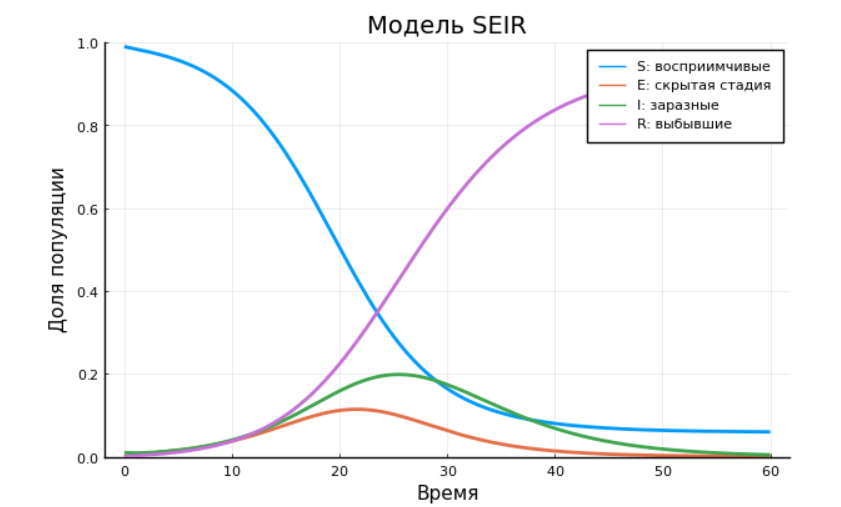 Модель SEIR
1.0
0.8
0.6
0.4
0.2
0.0
Доля популяции
S: восприимчивые
E: скрытая стадия
I: заразные
R: выбывшие
0 10 20 30 40 50 60
Время